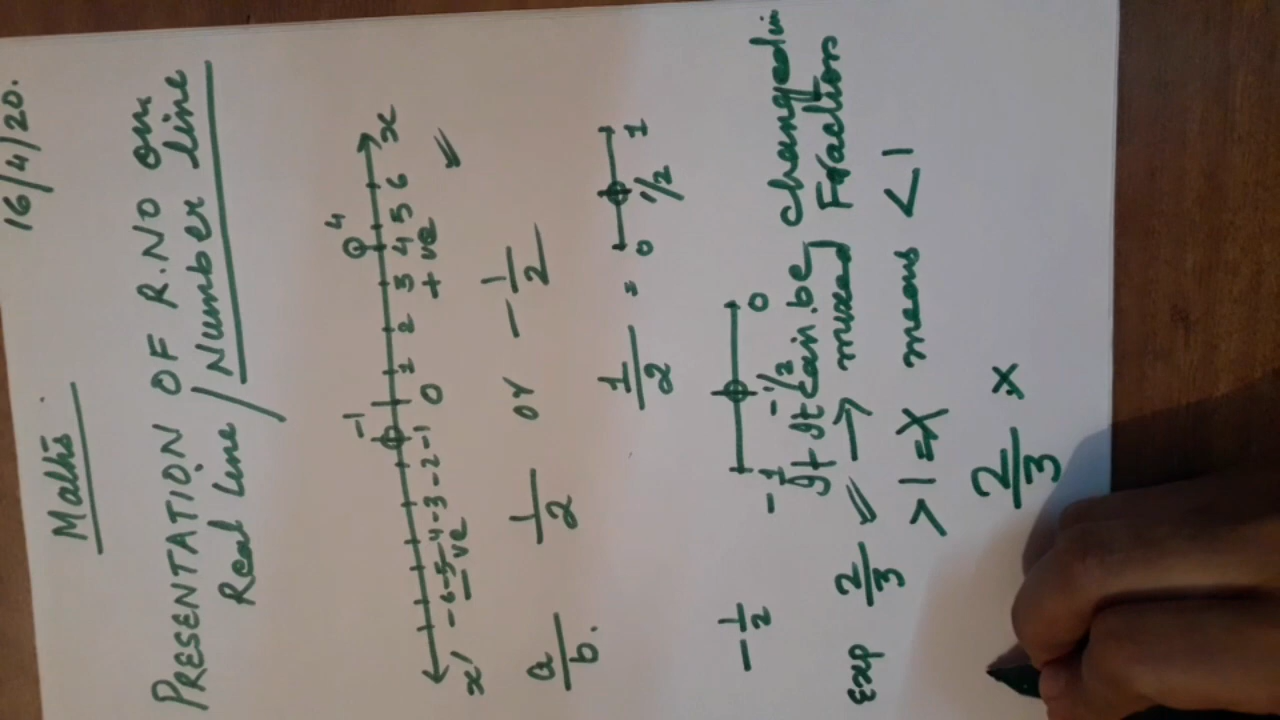 16/4/20.
Maths.
PRESENTATION OF R.NO on
Real Line / Number line
-1 4
-6 -5 -4 -3 -2 -1 0 1 2 3 4 5 6
x' -ve +ve x
a/b. 1/2 or -1/2
1/2 = 0 1/2 1
-1/2 -1 -1/2 0
If It Can be changed in
Exp 2/3 → mixed Fraction
>1 = X means < 1
2/3 x